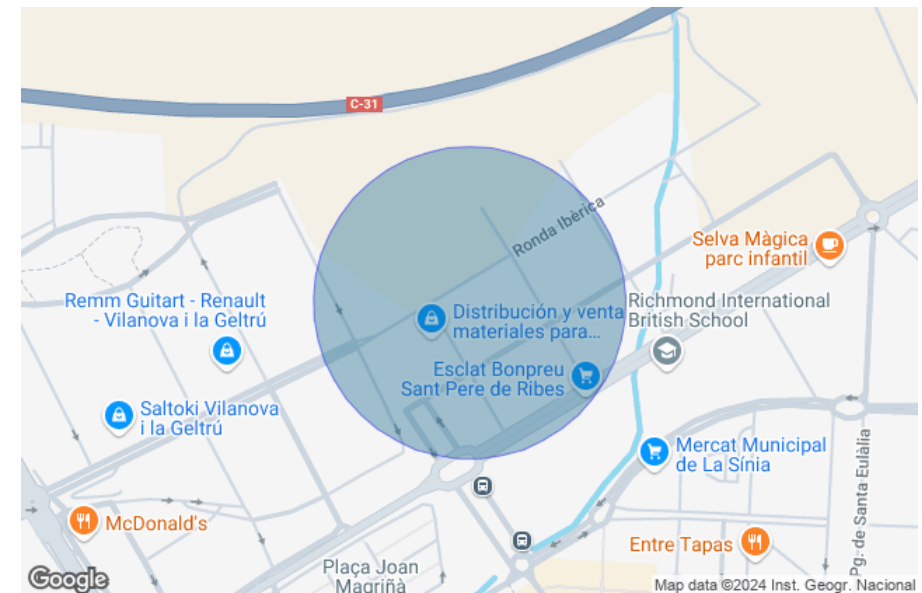 C-31
Ronda Ibèrica
Selva Màgica
parc infantil
Remm Guitart - Renault
- Vilanova i la Geltrú
Distribución y venta
materiales para...
Richmond International
British School
Esclat Bonpreu
Sant Pere de Ribes
Saltoki Vilanova
i la Geltrú
Mercat Municipal
de La Sínia
Pg. de Santa Eulàlia
McDonald's
Entre Tapas
Plaça Joan
Magriñà
Google
Map data ©2024 Inst. Geogr. Nacional